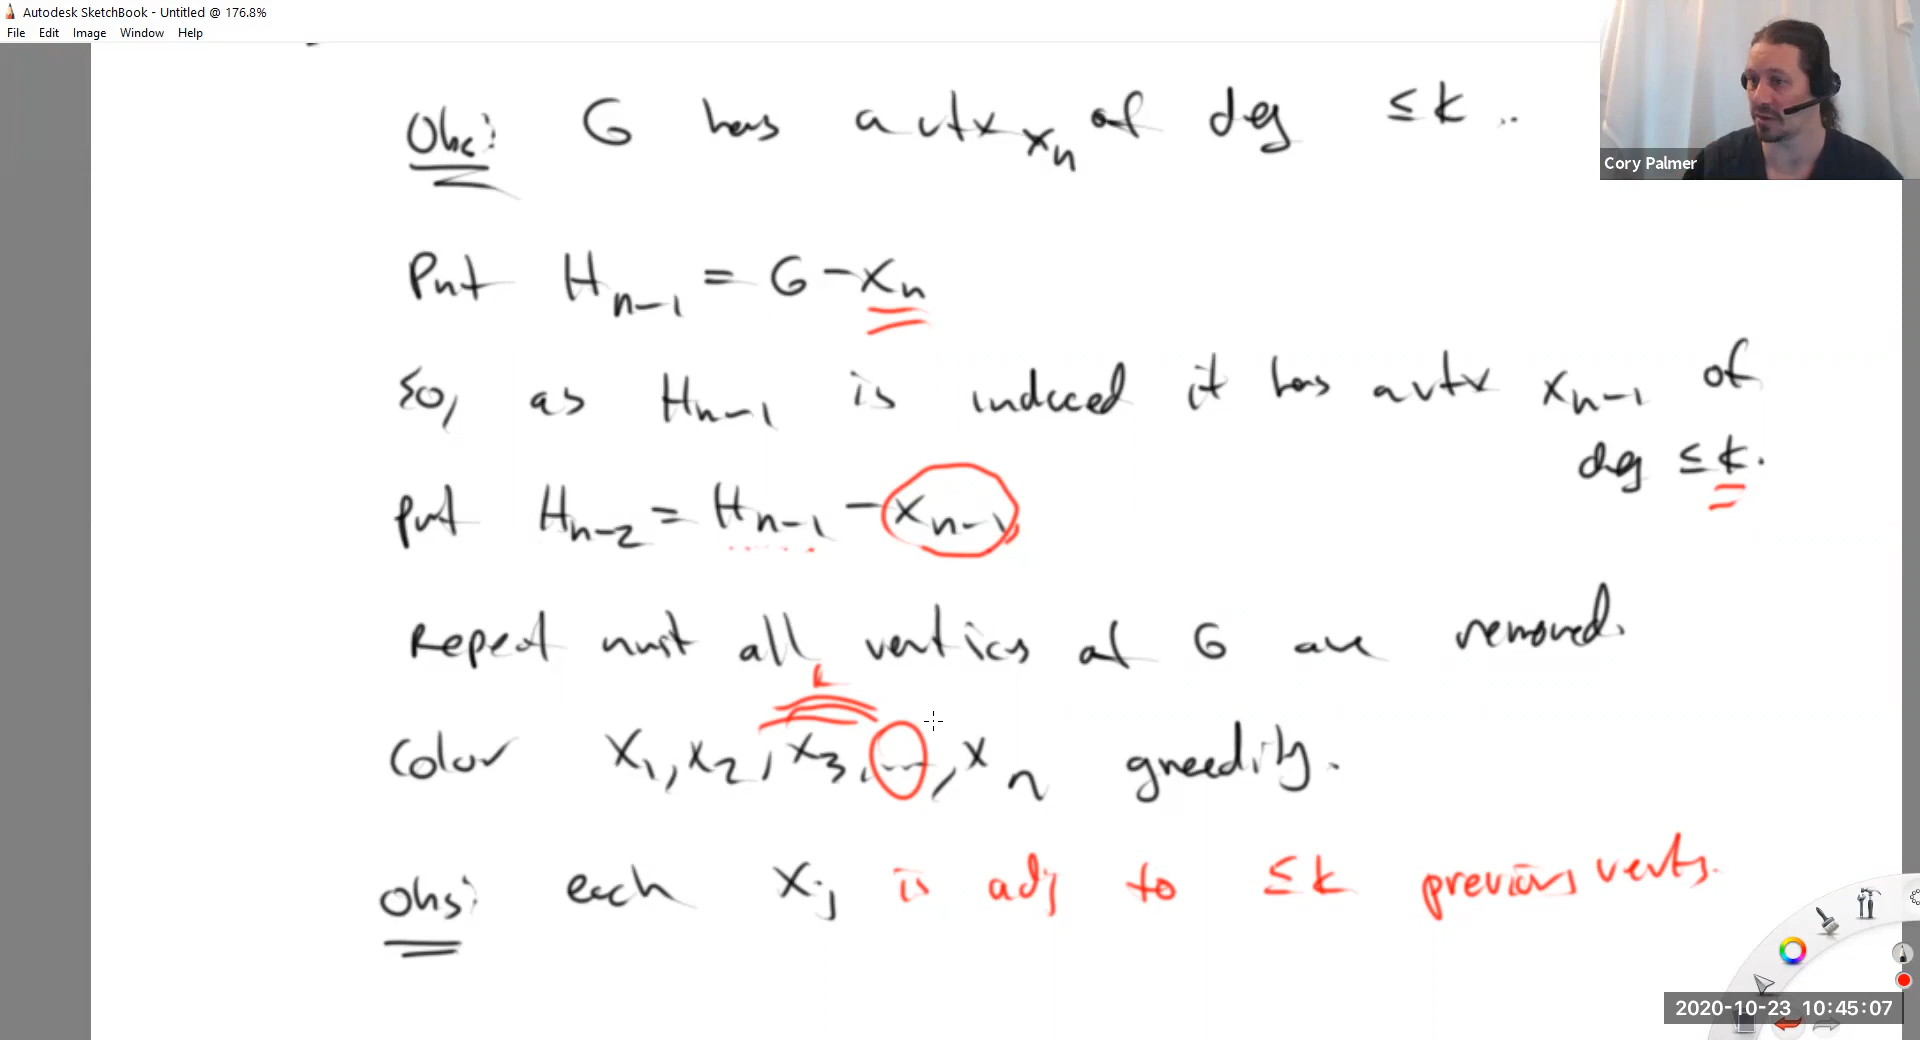 Autodesk SketchBook - Untitled @ 176.8%
File Edit Image Window Help
Cory Palmer
Obs: G has a vtx xn of deg ≤ k.
Put Hn-1 = G - xn
So, as Hn-1 is induced it has a vtx xn-1 of
deg ≤ k.
put Hn-2 = Hn-1 - xn-1
Repeat until all vertices of G are removed.
Color x1, x2, x3, ..., xn greedily.
Obs: each xj is adj to ≤ k previous verts.
2020-10-23 10:45:07